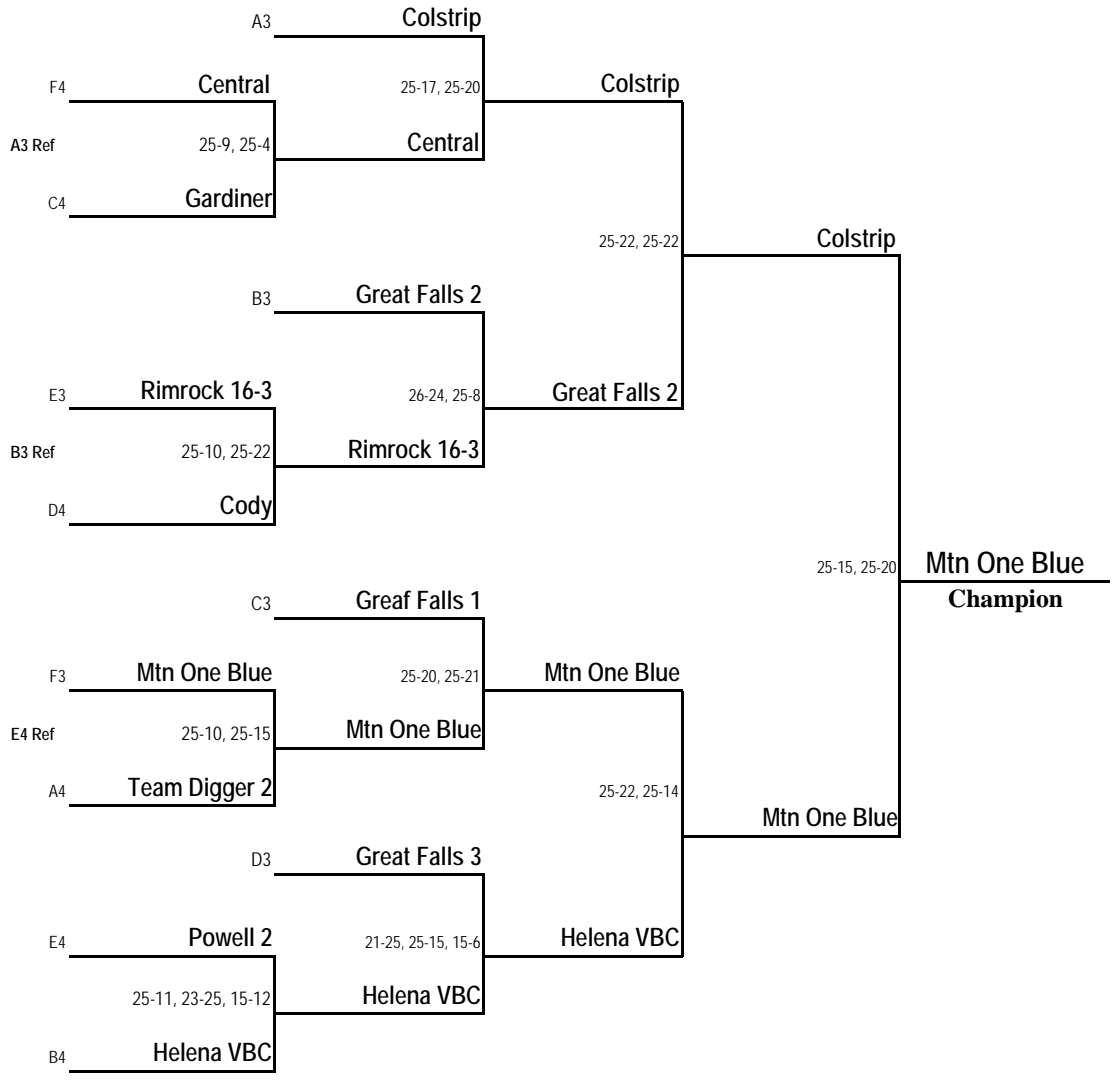 A3 Colstrip
F4 Central 25-17, 25-20 Colstrip
A3 Ref 25-9, 25-4 Central
C4 Gardiner
25-22, 25-22 Colstrip
B3 Great Falls 2
E3 Rimrock 16-3 26-24, 25-8 Great Falls 2
B3 Ref 25-10, 25-22 Rimrock 16-3
D4 Cody
25-15, 25-20 Mtn One Blue
Champion
C3 Greaf Falls 1
F3 Mtn One Blue 25-20, 25-21 Mtn One Blue
E4 Ref 25-10, 25-15 Mtn One Blue
A4 Team Digger 2 25-22, 25-14
Mtn One Blue
D3 Great Falls 3
E4 Powell 2 21-25, 25-15, 15-6 Helena VBC
25-11, 23-25, 15-12 Helena VBC
B4 Helena VBC